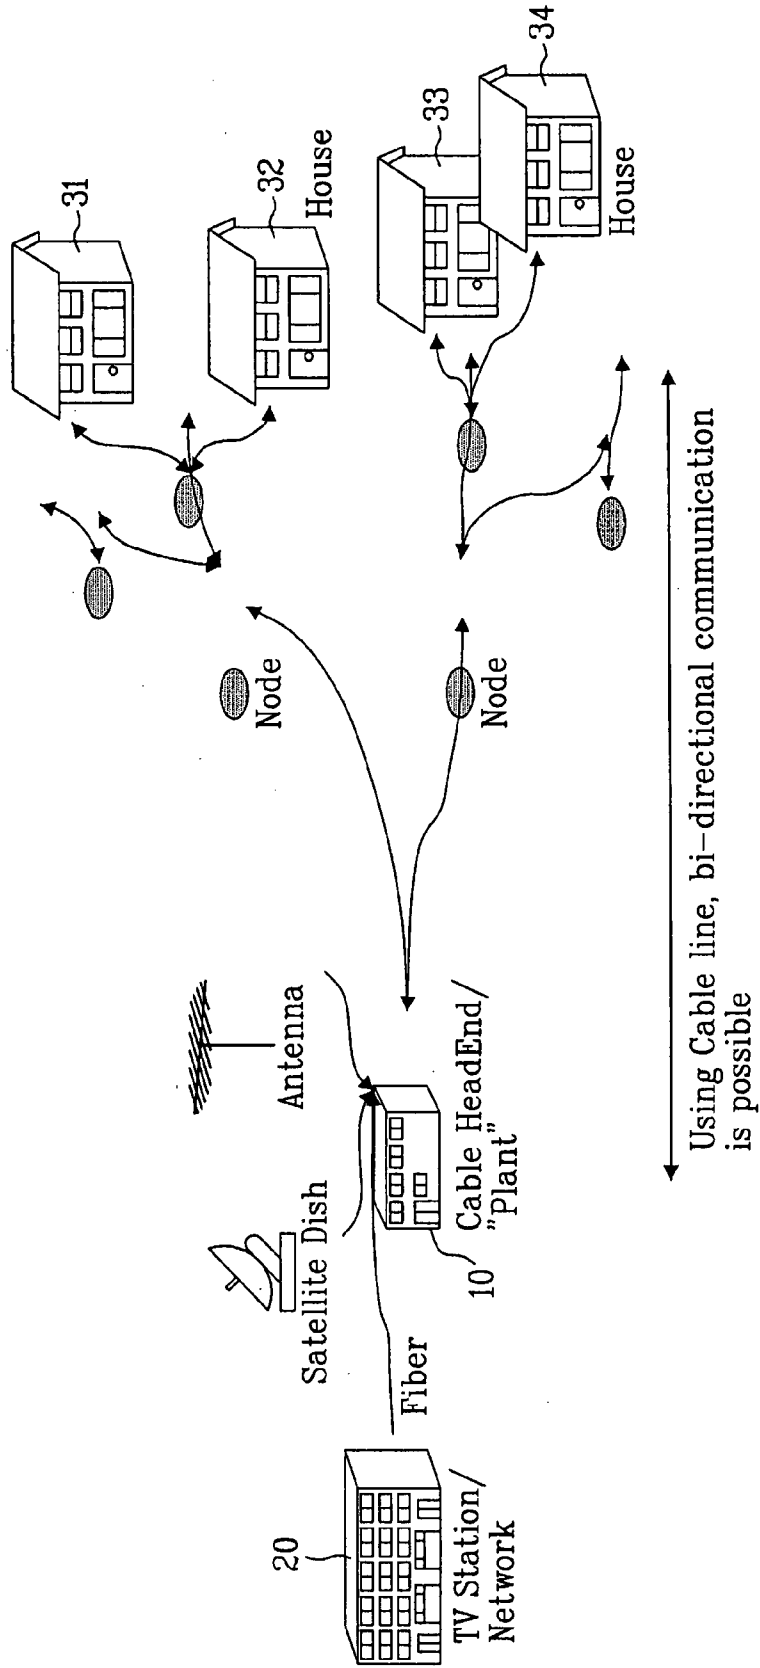 20
TV Station/
Network
Fiber
Satellite Dish
Antenna
10
Cable HeadEnd/
"Plant"
Node
Node
31
32
House
33
34
House
Using Cable line, bi-directional communication
is possible